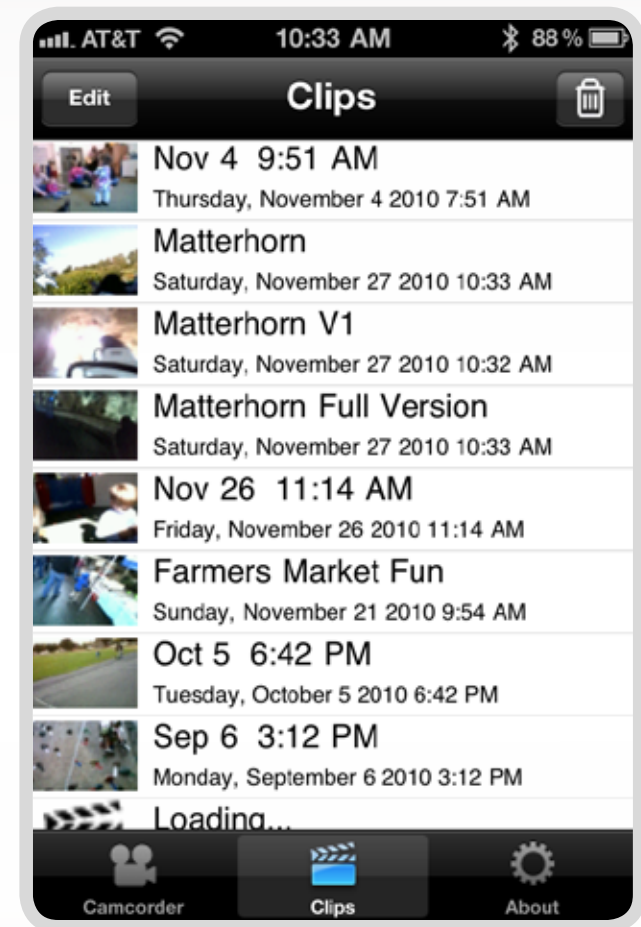 AT&T 10:33 AM 88%
Edit Clips
Nov 4 9:51 AM
Thursday, November 4 2010 7:51 AM
Matterhorn
Saturday, November 27 2010 10:33 AM
Matterhorn V1
Saturday, November 27 2010 10:32 AM
Matterhorn Full Version
Saturday, November 27 2010 10:33 AM
Nov 26 11:14 AM
Friday, November 26 2010 11:14 AM
Farmers Market Fun
Sunday, November 21 2010 9:54 AM
Oct 5 6:42 PM
Tuesday, October 5 2010 6:42 PM
Sep 6 3:12 PM
Monday, September 6 2010 3:12 PM
Loading...
Camcorder Clips About